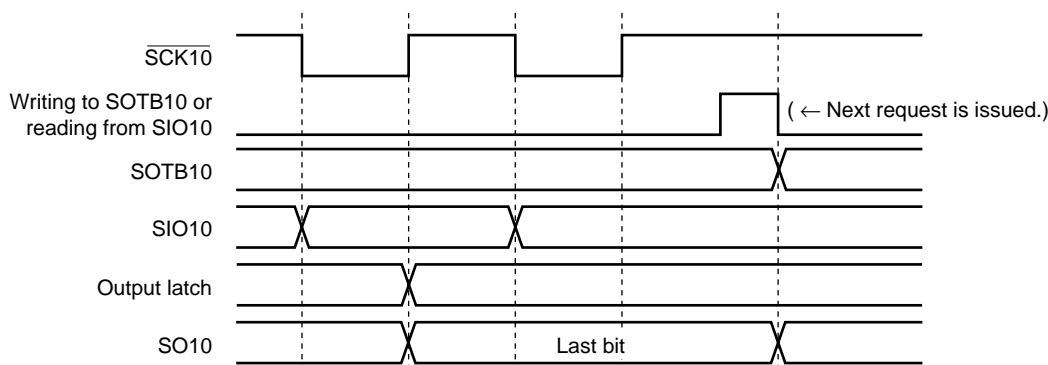 SCK10
Writing to SOTB10 or
reading from SIO10
( ← Next request is issued.)
SOTB10
SIO10
Output latch
SO10
Last bit